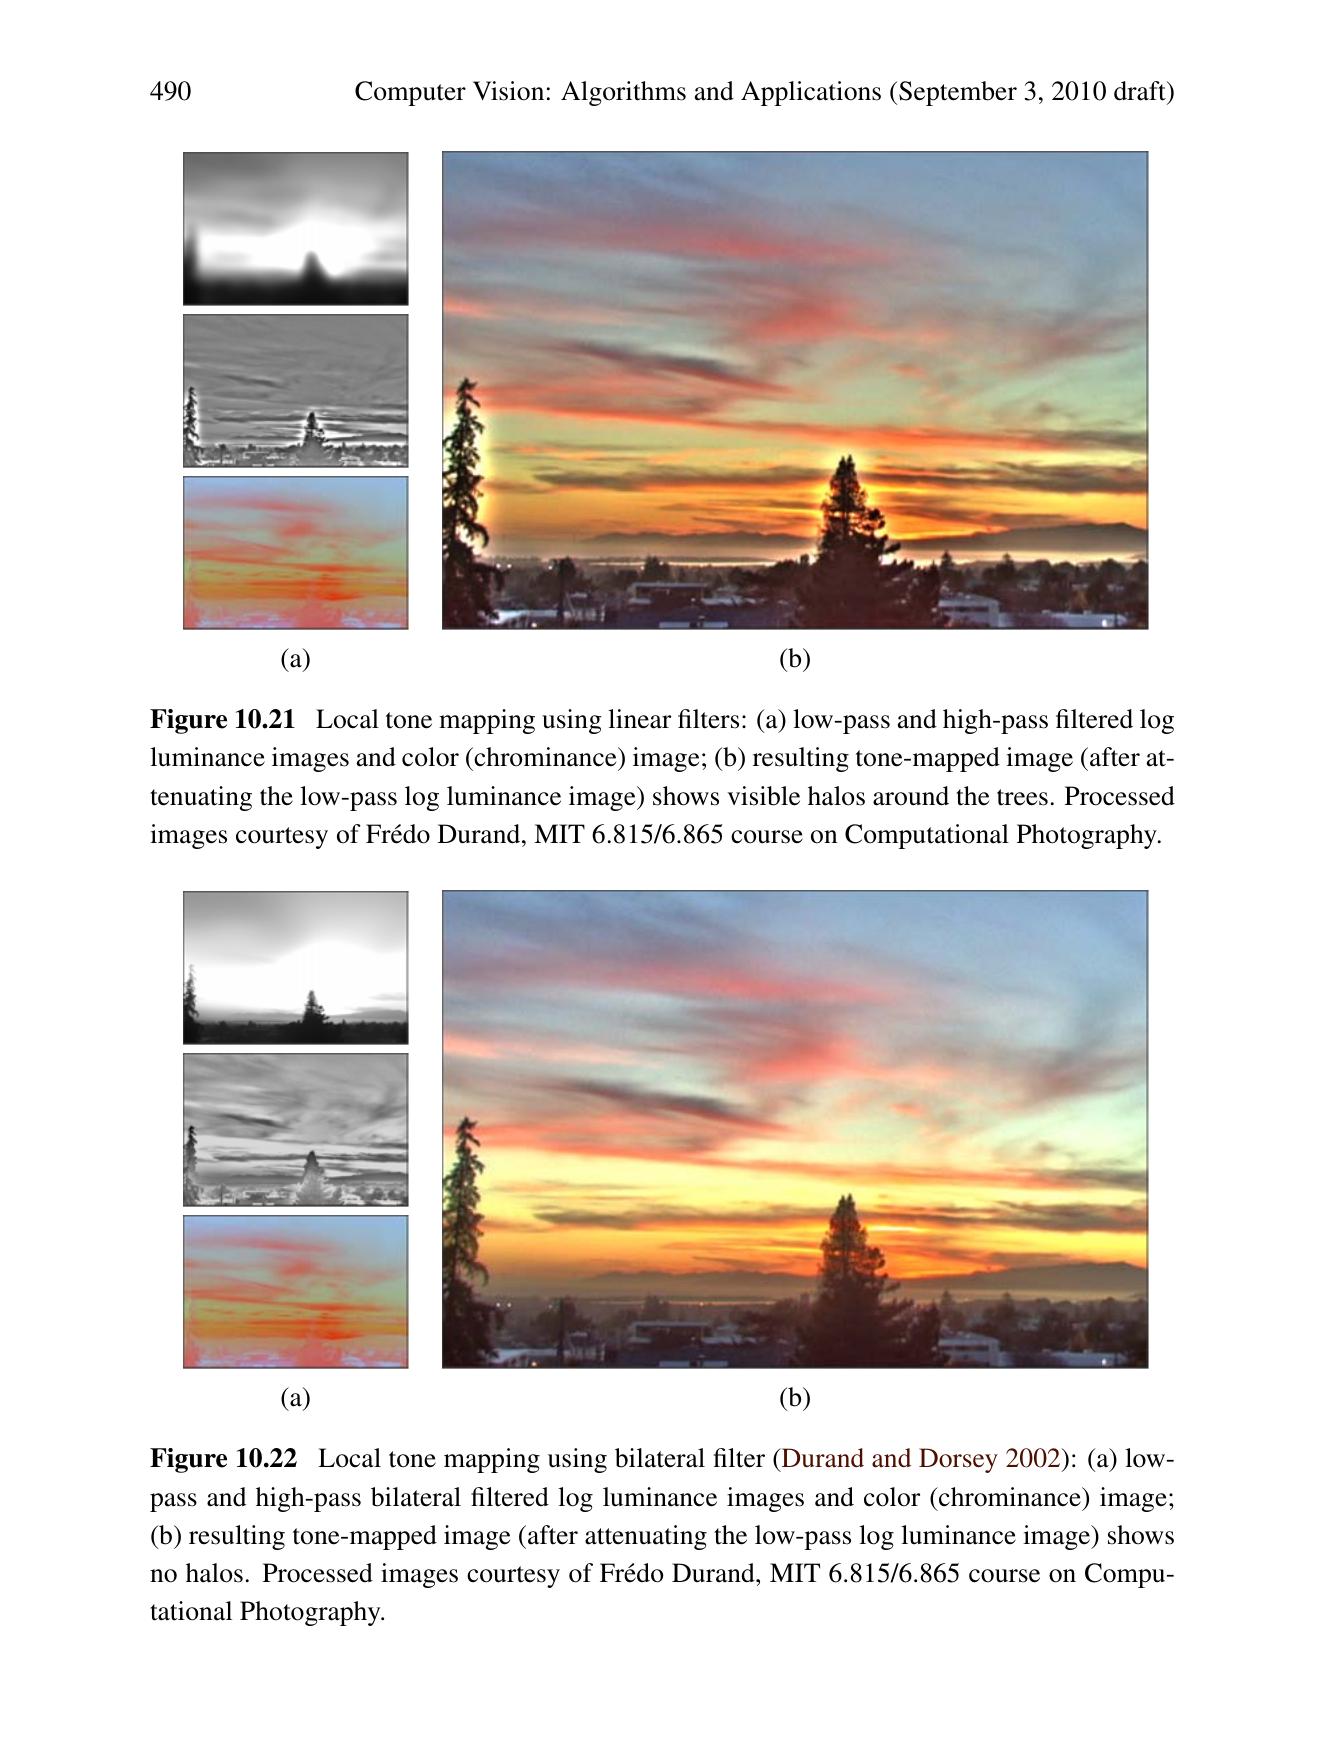 490 Computer Vision: Algorithms and Applications (September 3, 2010 draft)
(a) (b)
Figure 10.21 Local tone mapping using linear filters: (a) low-pass and high-pass filtered log
luminance images and color (chrominance) image; (b) resulting tone-mapped image (after at-
tenuating the low-pass log luminance image) shows visible halos around the trees. Processed
images courtesy of Frédo Durand, MIT 6.815/6.865 course on Computational Photography.
(a) (b)
Figure 10.22 Local tone mapping using bilateral filter (Durand and Dorsey 2002): (a) low-
pass and high-pass bilateral filtered log luminance images and color (chrominance) image;
(b) resulting tone-mapped image (after attenuating the low-pass log luminance image) shows
no halos. Processed images courtesy of Frédo Durand, MIT 6.815/6.865 course on Compu-
tational Photography.